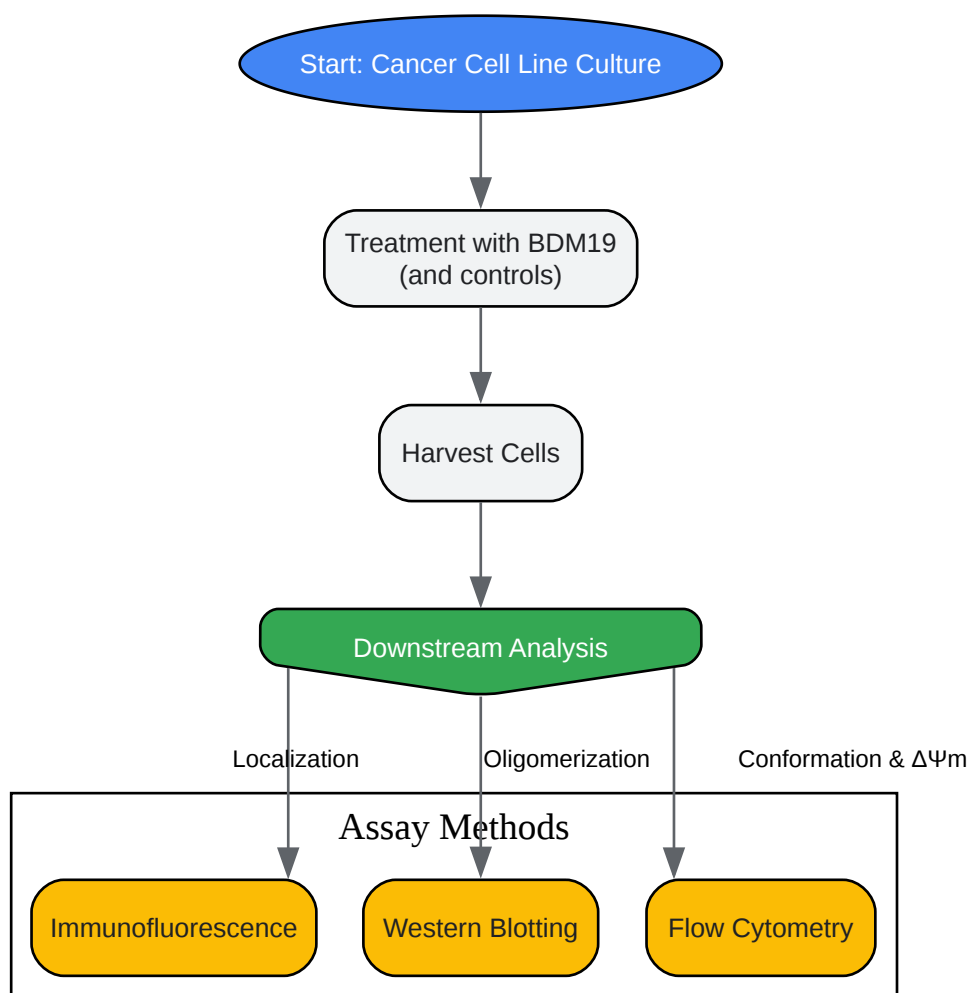 Start: Cancer Cell Line Culture
Treatment with BDM19
(and controls)
Harvest Cells
Downstream Analysis
Localization
Oligomerization
Conformation & ΔΨm
Assay Methods
Immunofluorescence
Western Blotting
Flow Cytometry